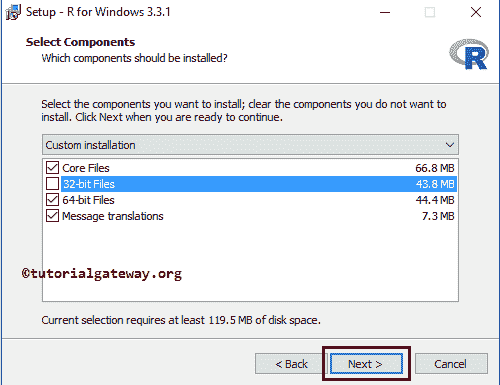 Setup - R for Windows 3.3.1
Select Components
Which components should be installed?
R
Select the components you want to install; clear the components you do not want to
install. Click Next when you are ready to continue.
Custom installation
Core Files 66.8 MB
32-bit Files 43.8 MB
64-bit Files 44.4 MB
Message translations 7.3 MB
©tutorialgateway.org
Current selection requires at least 119.5 MB of disk space.
< Back Next > Cancel